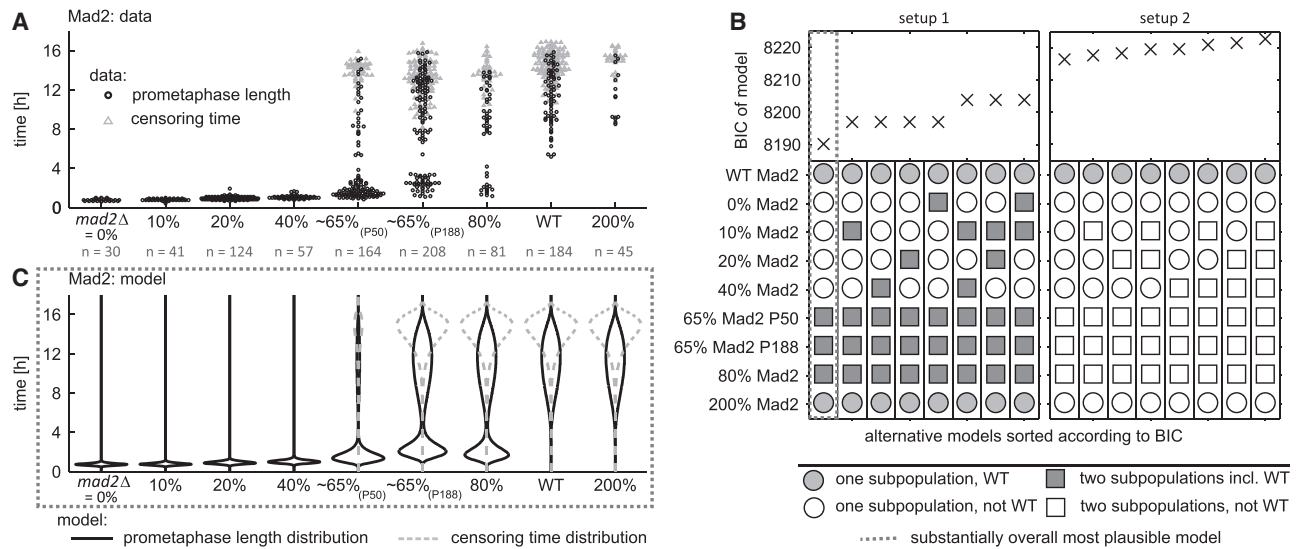 A Mad2: data
16
12
8
4
0
time [h]
data:
prometaphase length
censoring time
mad2Δ = 0%
10%
20%
40%
~65% (P50)
~65% (P188)
80%
WT
200%
n = 30
n = 41
n = 124
n = 57
n = 164
n = 208
n = 81
n = 184
n = 45
C Mad2: model
16
12
8
4
0
time [h]
mad2Δ = 0%
10%
20%
40%
~65% (P50)
~65% (P188)
80%
WT
200%
model:
prometaphase length distribution
censoring time distribution
B
setup 1
setup 2
8220
8210
8200
8190
BIC of model
WT Mad2
0% Mad2
10% Mad2
20% Mad2
40% Mad2
65% Mad2 P50
65% Mad2 P188
80% Mad2
200% Mad2
alternative models sorted according to BIC
one subpopulation, WT
two subpopulations incl. WT
one subpopulation, not WT
two subpopulations, not WT
substantially overall most plausible model